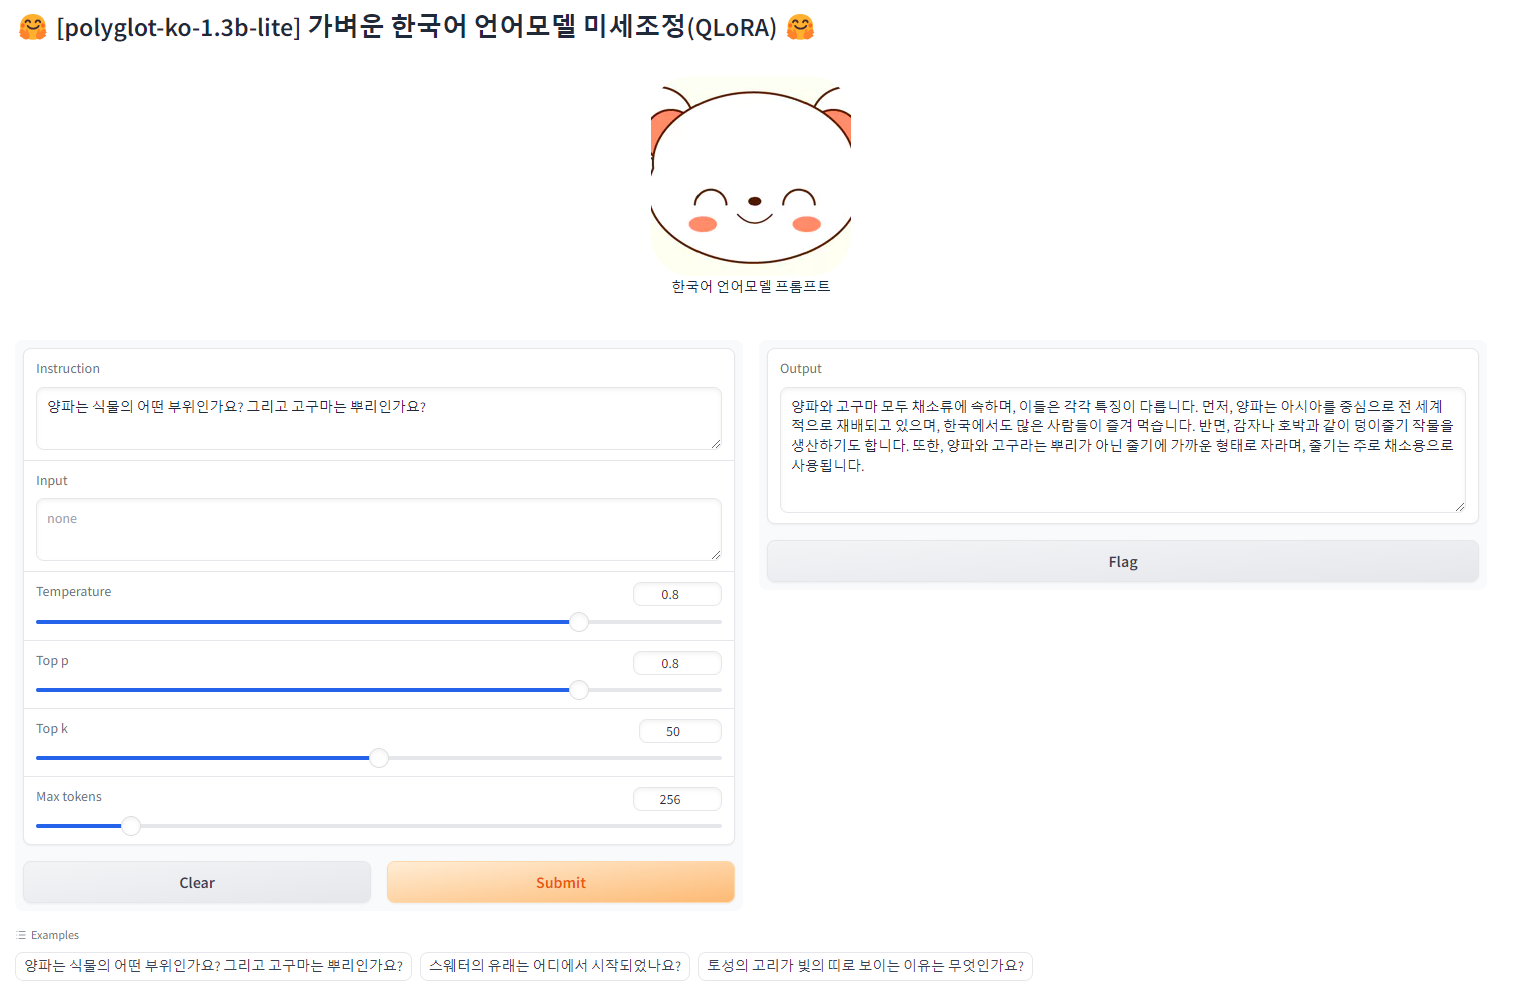 🤗 [polyglot-ko-1.3b-lite] 가벼운 한국어 언어모델 미세조정(QLoRA) 🤗
한국어 언어모델 프롬프트
Instruction
양파는 식물의 어떤 부위인가요? 그리고 고구마는 뿌리인가요?
Input
none
Temperature
0.8
Top p
0.8
Top k
50
Max tokens
256
Clear
Submit
Output
양파와 고구마 모두 채소류에 속하며, 이들은 각각 특징이 다릅니다. 먼저, 양파는 아시아를 중심으로 전 세계
적으로 재배되고 있으며, 한국에서도 많은 사람들이 즐겨 먹습니다. 반면, 감자나 호박과 같이 덩이줄기 작물을
생산하기도 합니다. 또한, 양파와 고구라는 뿌리가 아닌 줄기에 가까운 형태로 자라며, 줄기는 주로 채소용으로
사용됩니다.
Flag
Examples
양파는 식물의 어떤 부위인가요? 그리고 고구마는 뿌리인가요?
스웨터의 유래는 어디에서 시작되었나요?
토성의 고리가 빛의 띠로 보이는 이유는 무엇인가요?